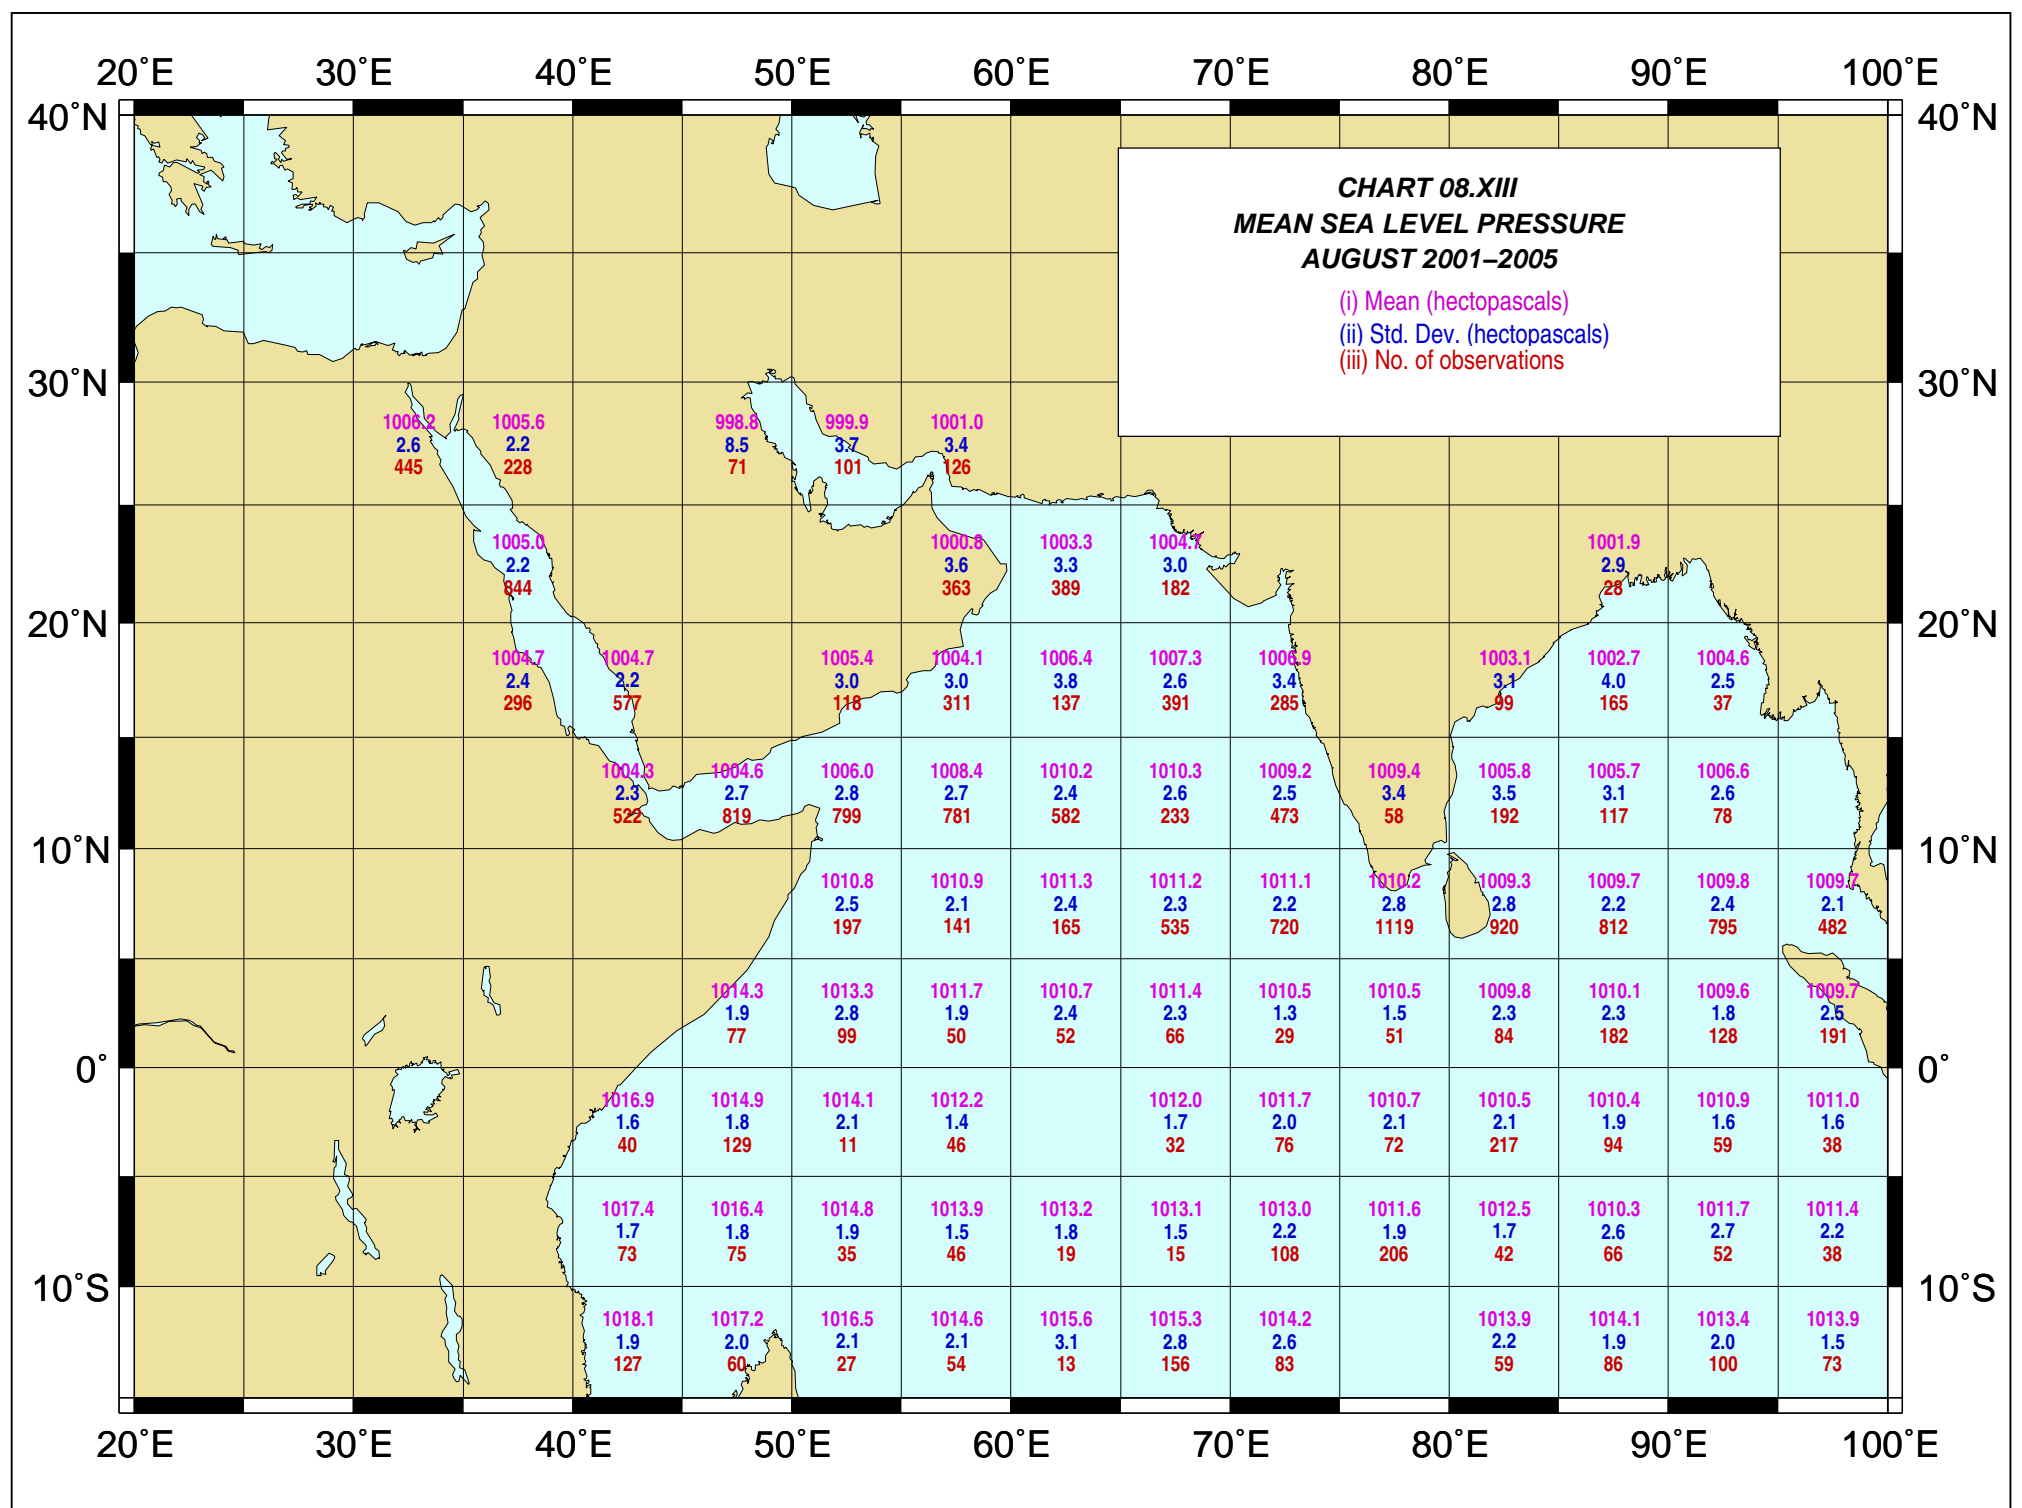 20˚E 30˚E 40˚E 50˚E 60˚E 70˚E 80˚E 90˚E 100˚E
40˚N 40˚N
CHART 08.XIII
MEAN SEA LEVEL PRESSURE
AUGUST 2001–2005
(i) Mean (hectopascals)
(ii) Std. Dev. (hectopascals)
(iii) No. of observations
30˚N 30˚N
1006.2 1005.6 998.8 999.9 1001.0
2.6 2.2 8.5 3.7 3.4
445 228 71 101 126
1005.0 1000.8 1003.3 1004.7 1001.9
2.2 3.6 3.3 3.0 2.9
844 363 389 182 28
20˚N 20˚N
1004.7 1004.7 1005.4 1004.1 1006.4 1007.3 1006.9 1003.1 1002.7 1004.6
2.4 2.2 3.0 3.0 3.8 2.6 3.4 3.1 4.0 2.5
296 577 118 311 137 391 285 99 165 37
1004.3 1004.6 1006.0 1008.4 1010.2 1010.3 1009.2 1009.4 1005.8 1005.7 1006.6
2.3 2.7 2.8 2.7 2.4 2.6 2.5 3.4 3.5 3.1 2.6
522 819 799 781 582 233 473 58 192 117 78
10˚N 10˚N
1010.8 1010.9 1011.3 1011.2 1011.1 1010.2 1009.3 1009.7 1009.8 1009.7
2.5 2.1 2.4 2.3 2.2 2.8 2.8 2.2 2.4 2.1
197 141 165 535 720 1119 920 812 795 482
1014.3 1013.3 1011.7 1010.7 1011.4 1010.5 1010.5 1009.8 1010.1 1009.6 1009.7
1.9 2.8 1.9 2.4 2.3 1.3 1.5 2.3 2.3 1.8 2.5
77 99 50 52 66 29 51 84 182 128 191
0˚ 0˚
1016.9 1014.9 1014.1 1012.2 1012.0 1011.7 1010.7 1010.5 1010.4 1010.9 1011.0
1.6 1.8 2.1 1.4 1.7 2.0 2.1 2.1 1.9 1.6 1.6
40 129 11 46 32 76 72 217 94 59 38
1017.4 1016.4 1014.8 1013.9 1013.2 1013.1 1013.0 1011.6 1012.5 1010.3 1011.7 1011.4
1.7 1.8 1.9 1.5 1.8 1.5 2.2 1.9 1.7 2.6 2.7 2.2
73 75 35 46 19 15 108 206 42 66 52 38
10˚S 10˚S
1018.1 1017.2 1016.5 1014.6 1015.6 1015.3 1014.2 1013.9 1014.1 1013.4 1013.9
1.9 2.0 2.1 2.1 3.1 2.8 2.6 2.2 1.9 2.0 1.5
127 60 27 54 13 156 83 59 86 100 73
20˚E 30˚E 40˚E 50˚E 60˚E 70˚E 80˚E 90˚E 100˚E